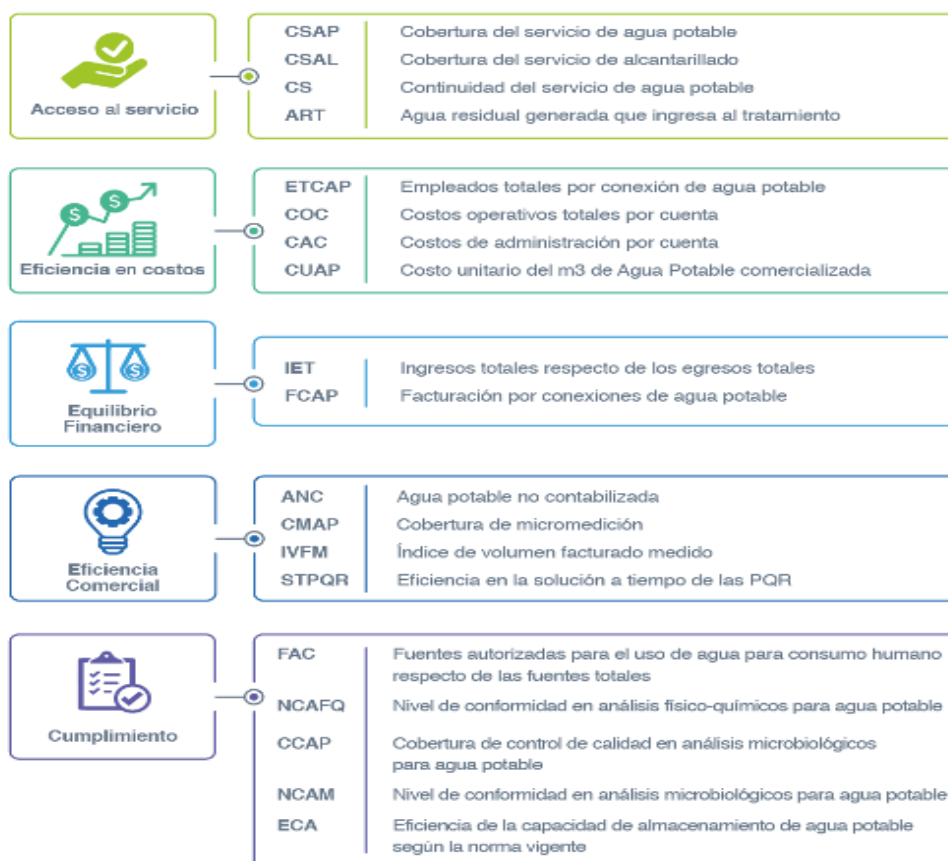 Acceso al servicio
CSAP Cobertura del servicio de agua potable
CSAL Cobertura del servicio de alcantarillado
CS Continuidad del servicio de agua potable
ART Agua residual generada que ingresa al tratamiento
Eficiencia en costos
ETCAP Empleados totales por conexión de agua potable
COC Costos operativos totales por cuenta
CAC Costos de administración por cuenta
CUAP Costo unitario del m3 de Agua Potable comercializada
Equilibrio
Financiero
IET Ingresos totales respecto de los egresos totales
FCAP Facturación por conexiones de agua potable
Eficiencia
Comercial
ANC Agua potable no contabilizada
CMAP Cobertura de micromedición
IVFM Índice de volumen facturado medido
STPQR Eficiencia en la solución a tiempo de las PQR
Cumplimiento
FAC Fuentes autorizadas para el uso de agua para consumo humano
respecto de las fuentes totales
NCAFQ Nivel de conformidad en análisis físico-químicos para agua potable
CCAP Cobertura de control de calidad en análisis microbiológicos
para agua potable
NCAM Nivel de conformidad en análisis microbiológicos para agua potable
ECA Eficiencia de la capacidad de almacenamiento de agua potable
según la norma vigente